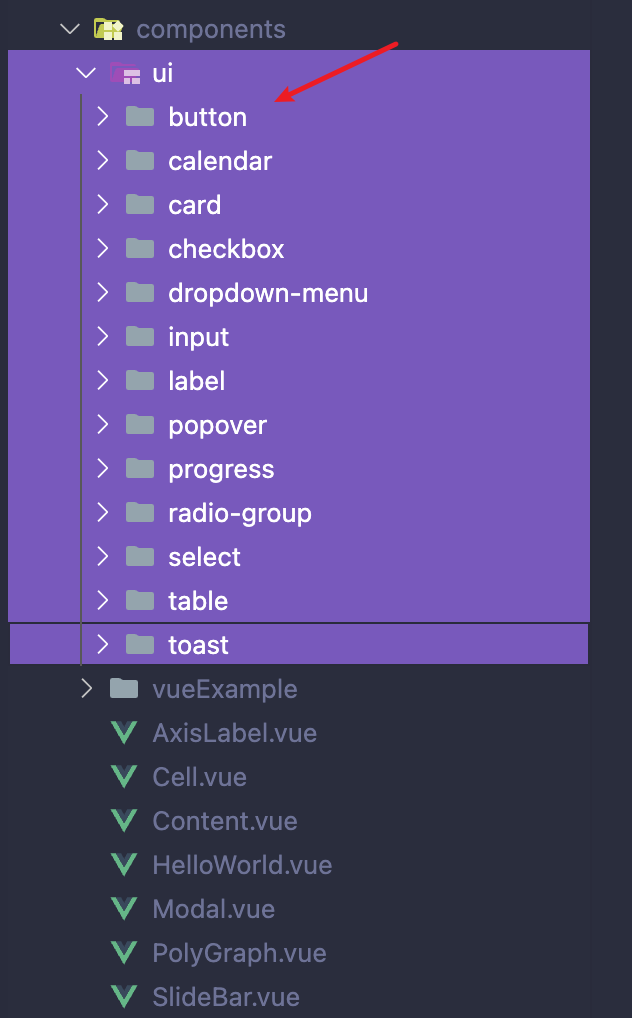 components
ui
button
calendar
card
checkbox
dropdown-menu
input
label
popover
progress
radio-group
select
table
toast
vueExample
AxisLabel.vue
Cell.vue
Content.vue
HelloWorld.vue
Modal.vue
PolyGraph.vue
SlideBar.vue